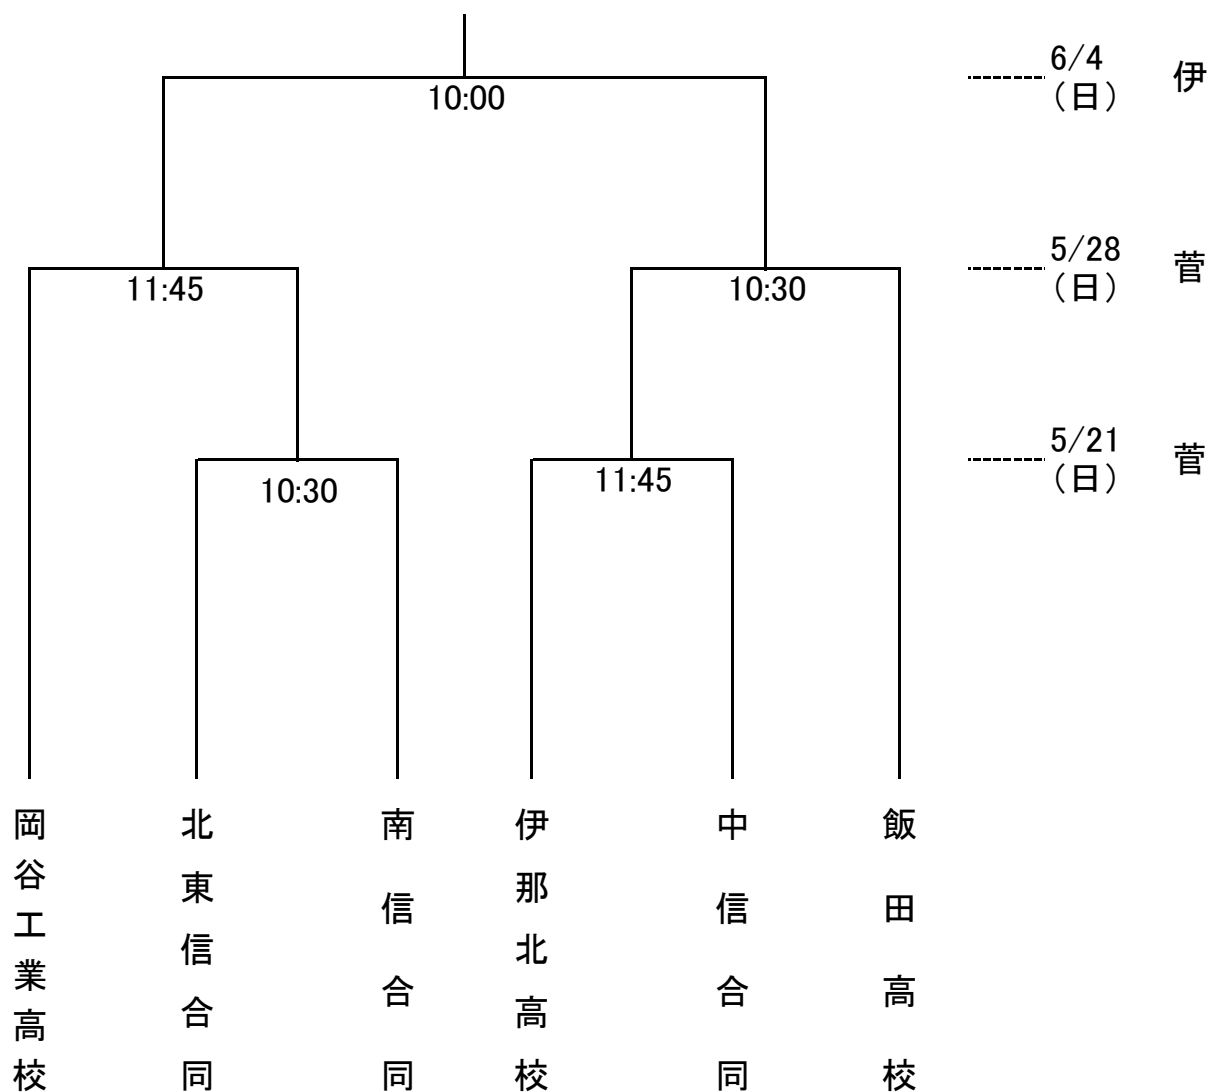 6/4
（日）
伊
10:00
5/28
（日）
菅
11:45
10:30
5/21
（日）
菅
10:30
11:45
岡谷工業高校
北東信合同
南信合同
伊那北高校
中信合同
飯田高校